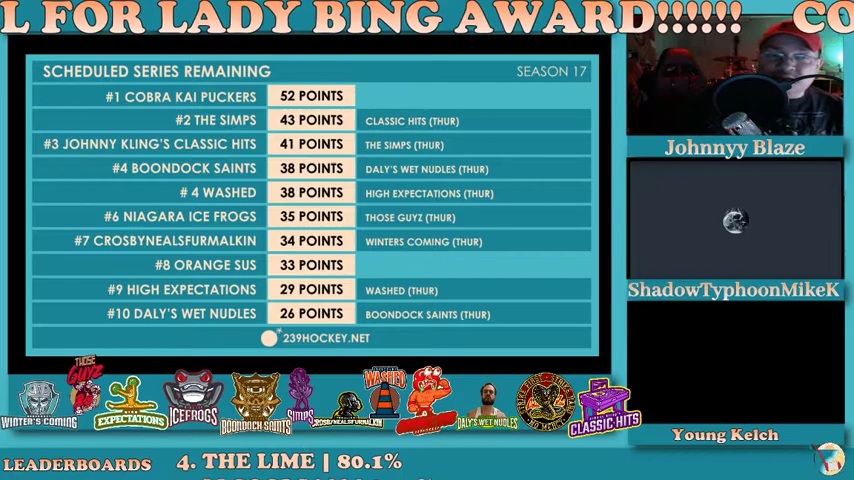 L FOR LADY BING AWARD!!!!!! CO
SCHEDULED SERIES REMAINING SEASON 17
#1 COBRA KAI PUCKERS 52 POINTS
#2 THE SIMPS 43 POINTS CLASSIC HITS (THUR)
#3 JOHNNY KLING'S CLASSIC HITS 41 POINTS THE SIMPS (THUR)
#4 BOONDOCK SAINTS 38 POINTS DALY'S WET NUDLES (THUR)
# 4 WASHED 38 POINTS HIGH EXPECTATIONS (THUR)
#6 NIAGARA ICE FROGS 35 POINTS THOSE GUYZ (THUR)
#7 CROSBYNEALSFURMALKIN 34 POINTS WINTERS COMING (THUR)
#8 ORANGE SUS 33 POINTS
#9 HIGH EXPECTATIONS 29 POINTS WASHED (THUR)
#10 DALY'S WET NUDLES 26 POINTS BOONDOCK SAINTS (THUR)
239HOCKEY.NET
Johnnyy Blaze
ShadowTyphoonMikeK
Young Kelch
THOSE
GUYZ
WINTER'S COMING
EXPECTATIONS
ICEFROGS
BOONDOCK SAINTS
SIMPS
CROSBYNEALSFURMALKIN
WASHED
DALY'S WET NUDLES
CLASSIC HITS
LEADERBOARDS 4. THE LIME | 80.1%